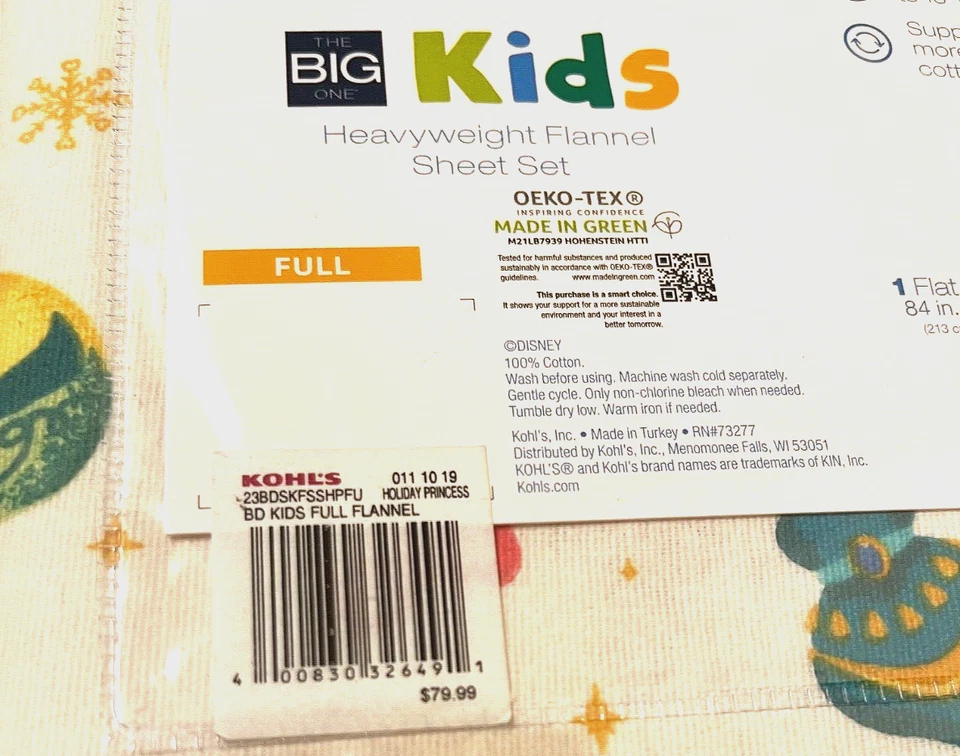 THE
BIG
ONE
Kids
Heavyweight Flannel
Sheet Set
OEKO-TEX®
INSPIRING CONFIDENCE
MADE IN GREEN
M21LB7939 HOHENSTEIN HTTI
Tested for harmful substances and produced
sustainably in accordance with OEKO-TEX®
guidelines. www.madeingreen.com
This purchase is a smart choice.
It shows your support for a more sustainable
environment and your interest in a
better tomorrow.
FULL
©DISNEY
100% Cotton.
Wash before using. Machine wash cold separately.
Gentle cycle. Only non-chlorine bleach when needed.
Tumble dry low. Warm iron if needed.
Kohl's, Inc. • Made in Turkey • RN#73277
Distributed by Kohl's, Inc., Menomonee Falls, WI 53051
KOHL'S® and Kohl's brand names are trademarks of KIN, Inc.
Kohls.com
Supp
more
cott
1 Flat
84 in.
(213 c
KOHL'S 011 10 19
23BDSKFSSHPFU HOLIDAY PRINCESS
BD KIDS FULL FLANNEL
4 00830 32649 1
$79.99